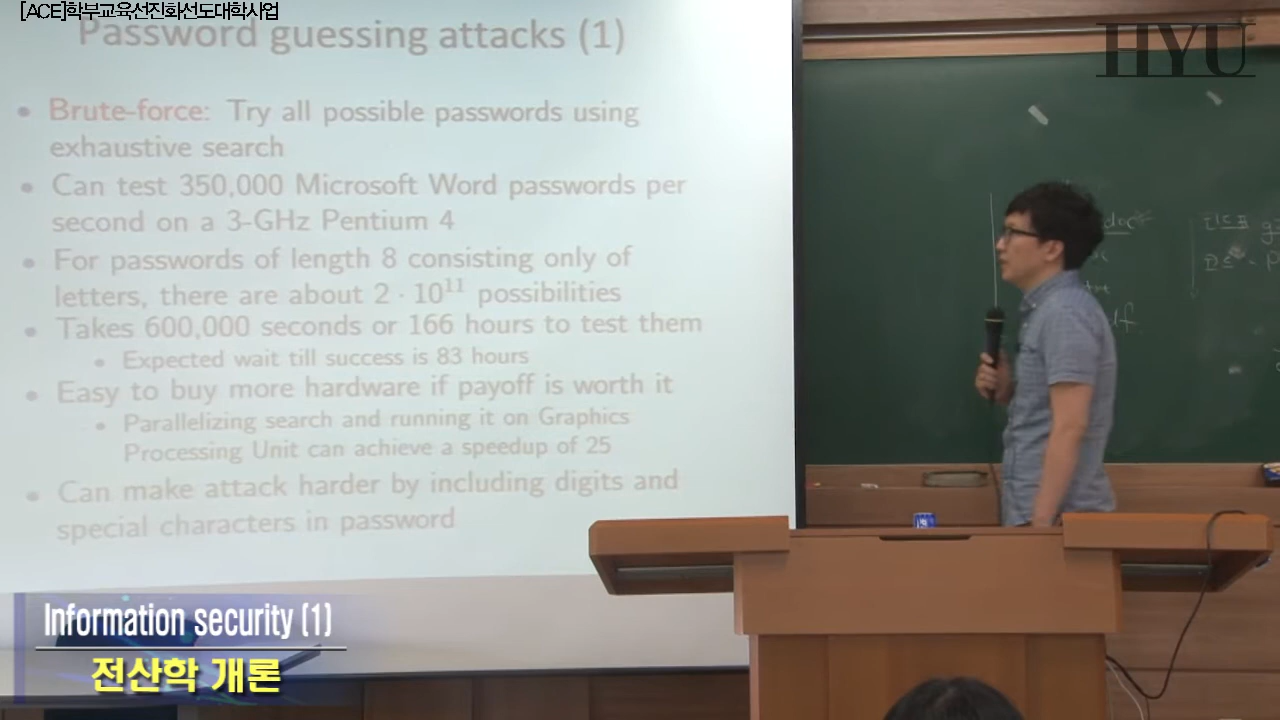 [ACE]학부교육선진화선도대학사업
Password guessing attacks (1)
HYU
• Brute-force: Try all possible passwords using
exhaustive search
• Can test 350,000 Microsoft Word passwords per
second on a 3-GHz Pentium 4
• For passwords of length 8 consisting only of
letters, there are about 2 · 10¹¹ possibilities
• Takes 600,000 seconds or 166 hours to test them
• Expected wait till success is 83 hours
• Easy to buy more hardware if payoff is worth it
• Parallelizing search and running it on Graphics
Processing Unit can achieve a speedup of 25
• Can make attack harder by including digits and
special characters in password
doc
Information security (1)
전산학 개론